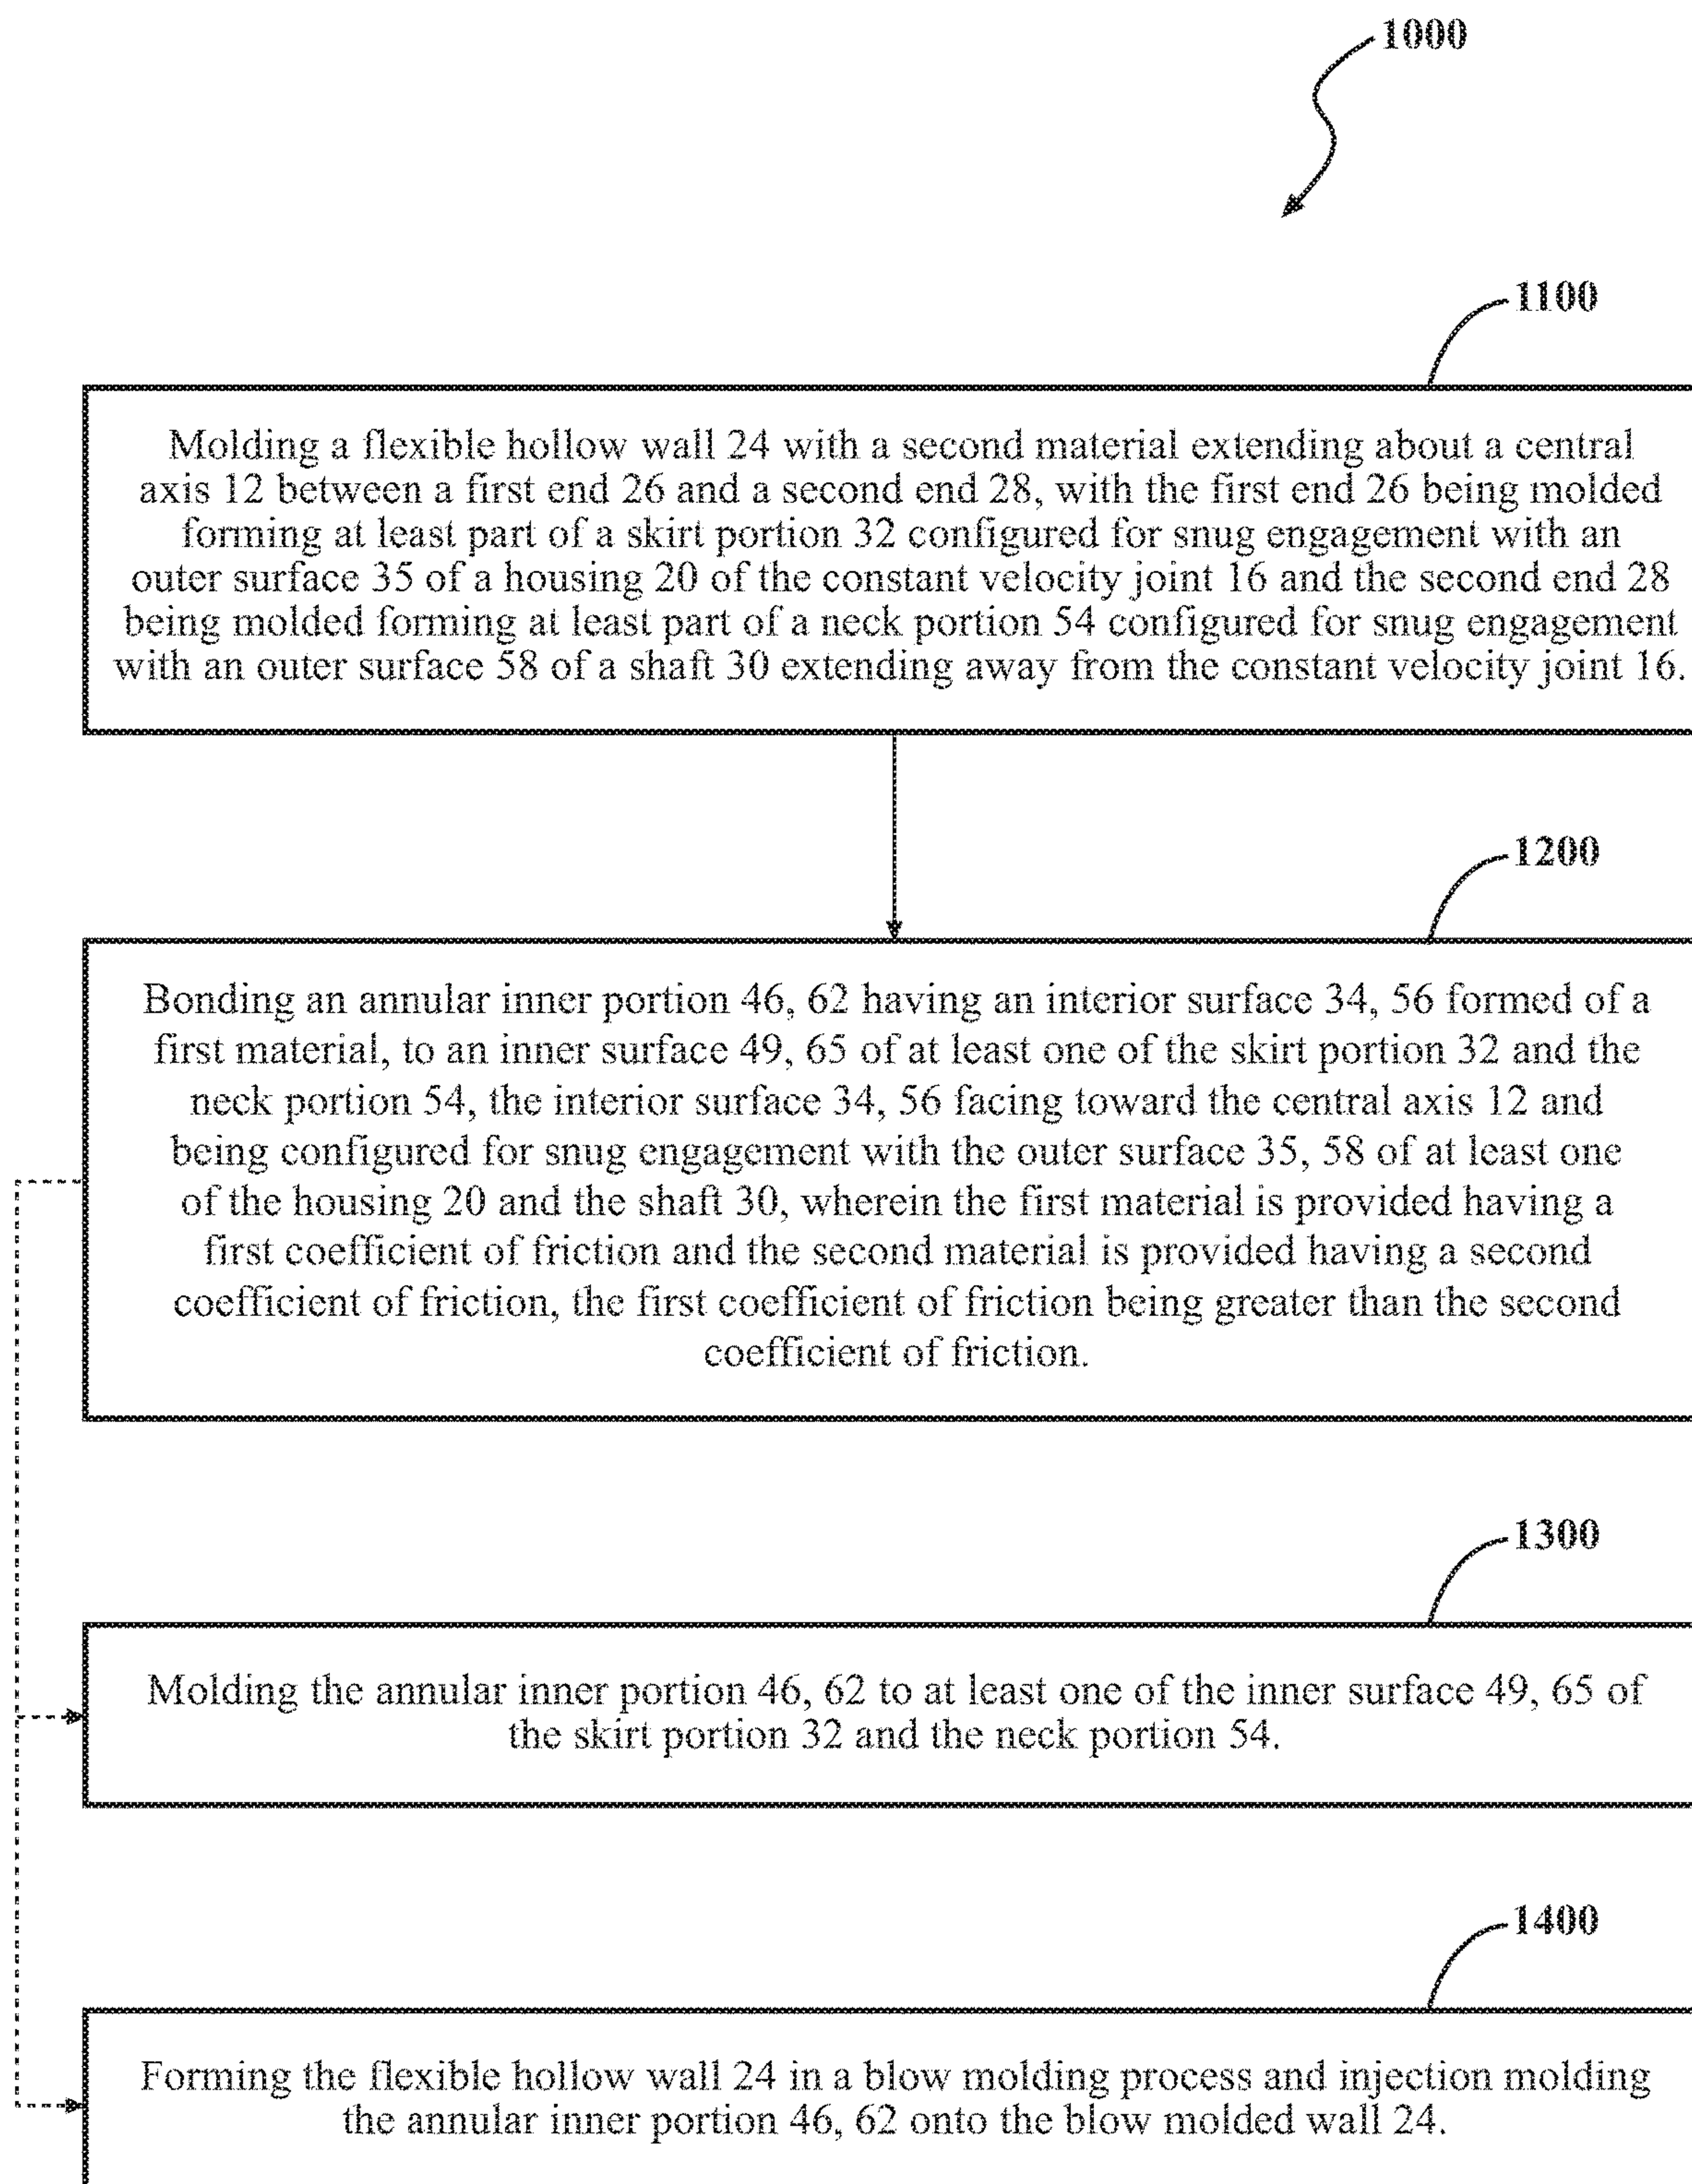 1000
1100
Molding a flexible hollow wall 24 with a second material extending about a central
axis 12 between a first end 26 and a second end 28, with the first end 26 being molded
forming at least part of a skirt portion 32 configured for snug engagement with an
outer surface 35 of a housing 20 of the constant velocity joint 16 and the second end 28
being molded forming at least part of a neck portion 54 configured for snug engagement
with an outer surface 58 of a shaft 30 extending away from the constant velocity joint 16.
1200
Bonding an annular inner portion 46, 62 having an interior surface 34, 56 formed of a
first material, to an inner surface 49, 65 of at least one of the skirt portion 32 and the
neck portion 54, the interior surface 34, 56 facing toward the central axis 12 and
being configured for snug engagement with the outer surface 35, 58 of at least one
of the housing 20 and the shaft 30, wherein the first material is provided having a
first coefficient of friction and the second material is provided having a second
coefficient of friction, the first coefficient of friction being greater than the second
coefficient of friction.
1300
Molding the annular inner portion 46, 62 to at least one of the inner surface 49, 65 of
the skirt portion 32 and the neck portion 54.
1400
Forming the flexible hollow wall 24 in a blow molding process and injection molding
the annular inner portion 46, 62 onto the blow molded wall 24.